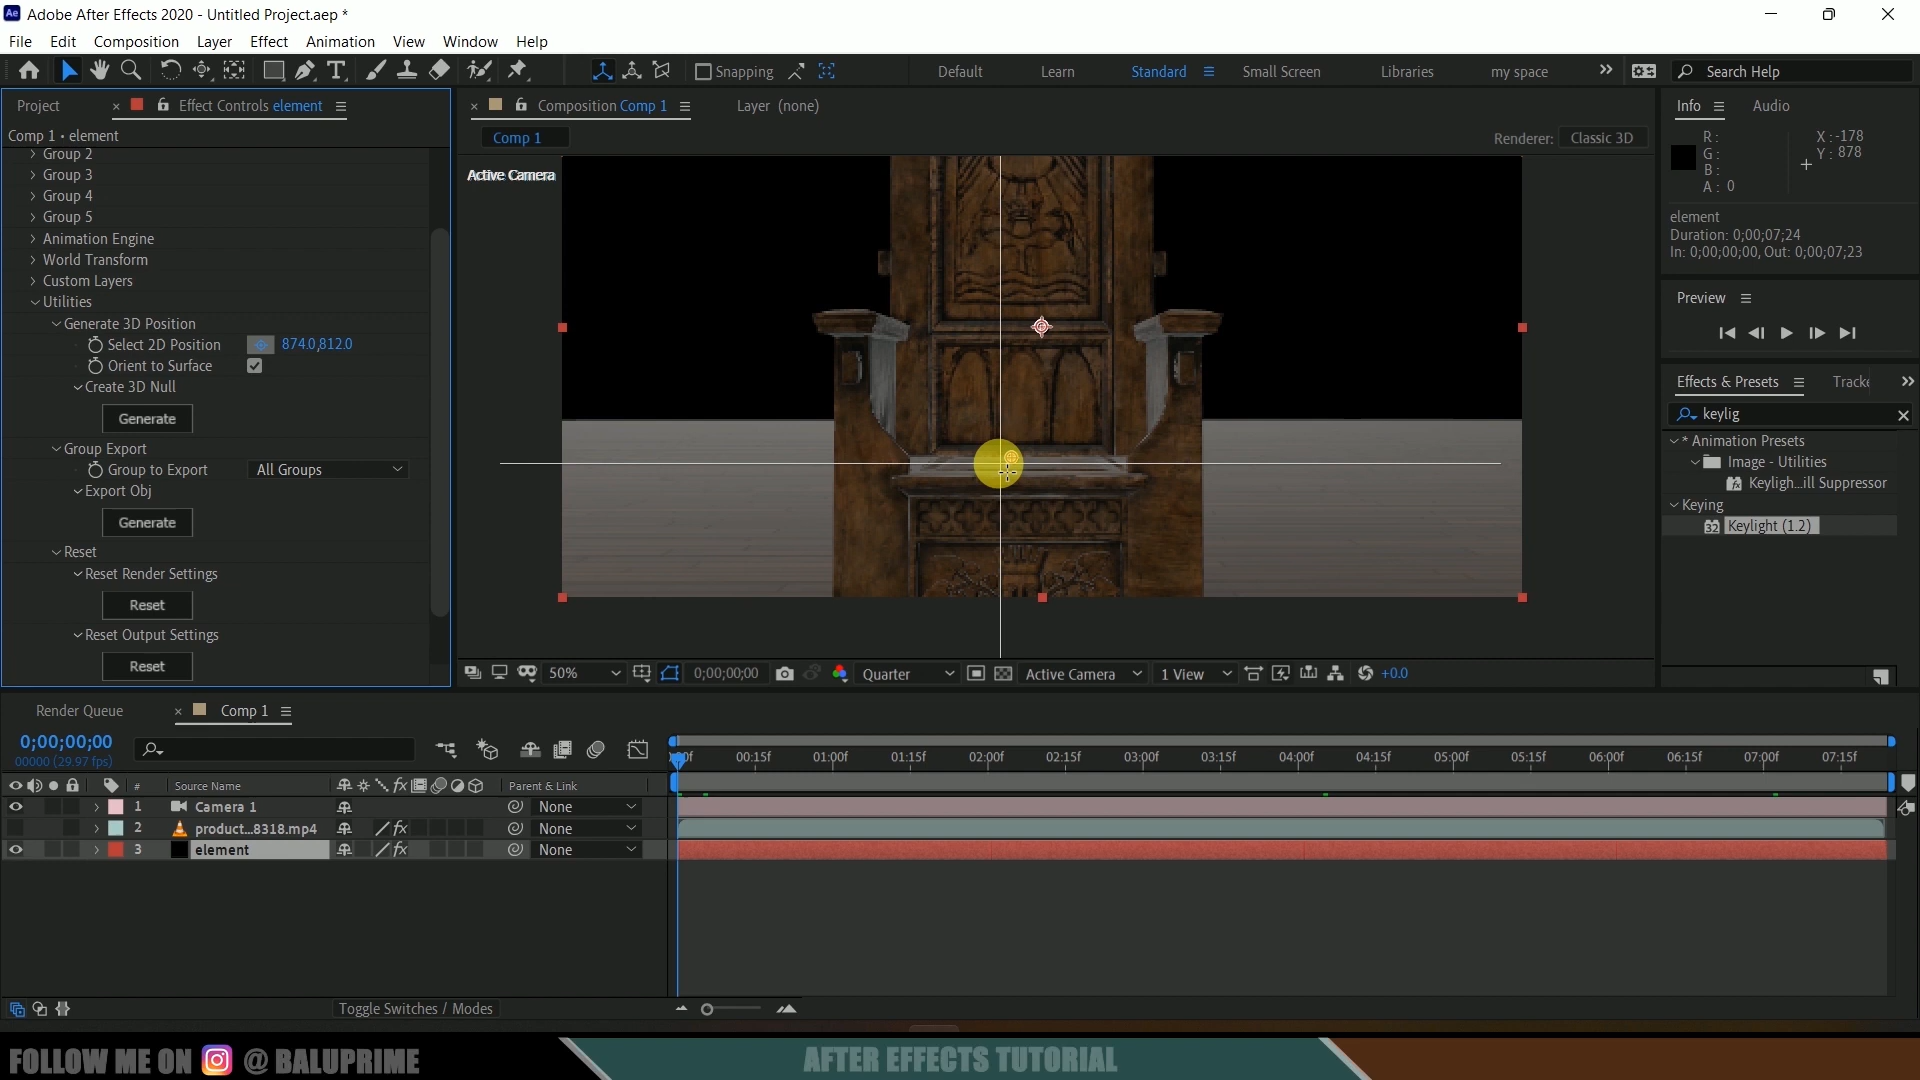 Adobe After Effects 2020 - Untitled Project.aep *
File Edit Composition Layer Effect Animation View Window Help
Snapping Default Learn Standard Small Screen Libraries my space Search Help
Project Effect Controls element Composition Comp 1 Layer (none) Info Audio
Comp 1 • element
Comp 1 Renderer: Classic 3D
Group 2
Group 3
Group 4
Group 5
Animation Engine
World Transform
Custom Layers
Utilities
Generate 3D Position
Select 2D Position 874.0,812.0
Orient to Surface
Create 3D Null
Generate
Group Export
Group to Export All Groups
Export Obj
Generate
Reset
Reset Render Settings
Reset
Reset Output Settings
Reset
Active Camera
50% 0;00;00;00 Quarter Active Camera 1 View +0.0
R: X: -178
G: Y: 878
B:
A: 0
element
Duration: 0;00;07;24
In: 0;00;00;00, Out: 0;00;07;23
Preview
Effects & Presets Tracke
keylig
* Animation Presets
Image - Utilities
Keyligh...ill Suppressor
Keying
Keylight (1.2)
Render Queue Comp 1
0;00;00;00
00000 (29.97 fps)
00:15f 01:00f 01:15f 02:00f 02:15f 03:00f 03:15f 04:00f 04:15f 05:00f 05:15f 06:00f 06:15f 07:00f 07:15f
# Source Name Parent & Link
1 Camera 1 None
2 product...8318.mp4 None
3 element None
Toggle Switches / Modes
FOLLOW ME ON @ BALUPRIME
AFTER EFFECTS TUTORIAL